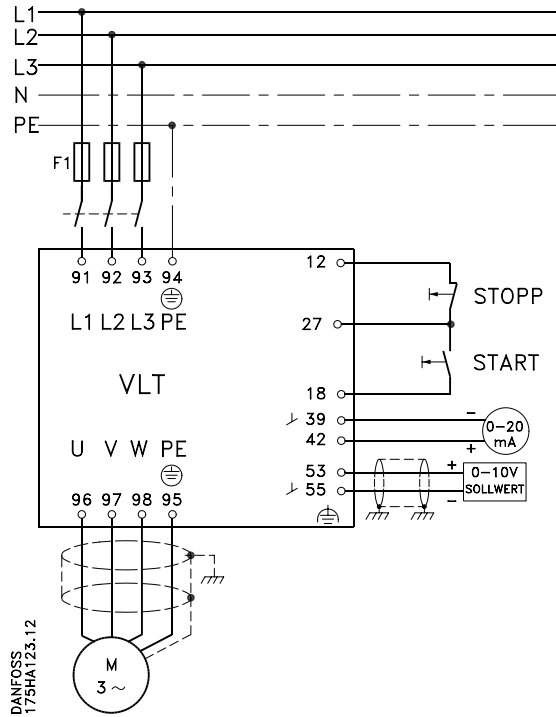 L1
L2
L3
N
PE
F1
91 92 93 94
L1 L2 L3 PE
VLT
U V W PE
96 97 98 95
12
27
18
39
42
53
55
STOPP
START
-
0-20
mA
+
+
0-10V
SOLLWERT
-
M
3~
DANFOSS
175HA123.12